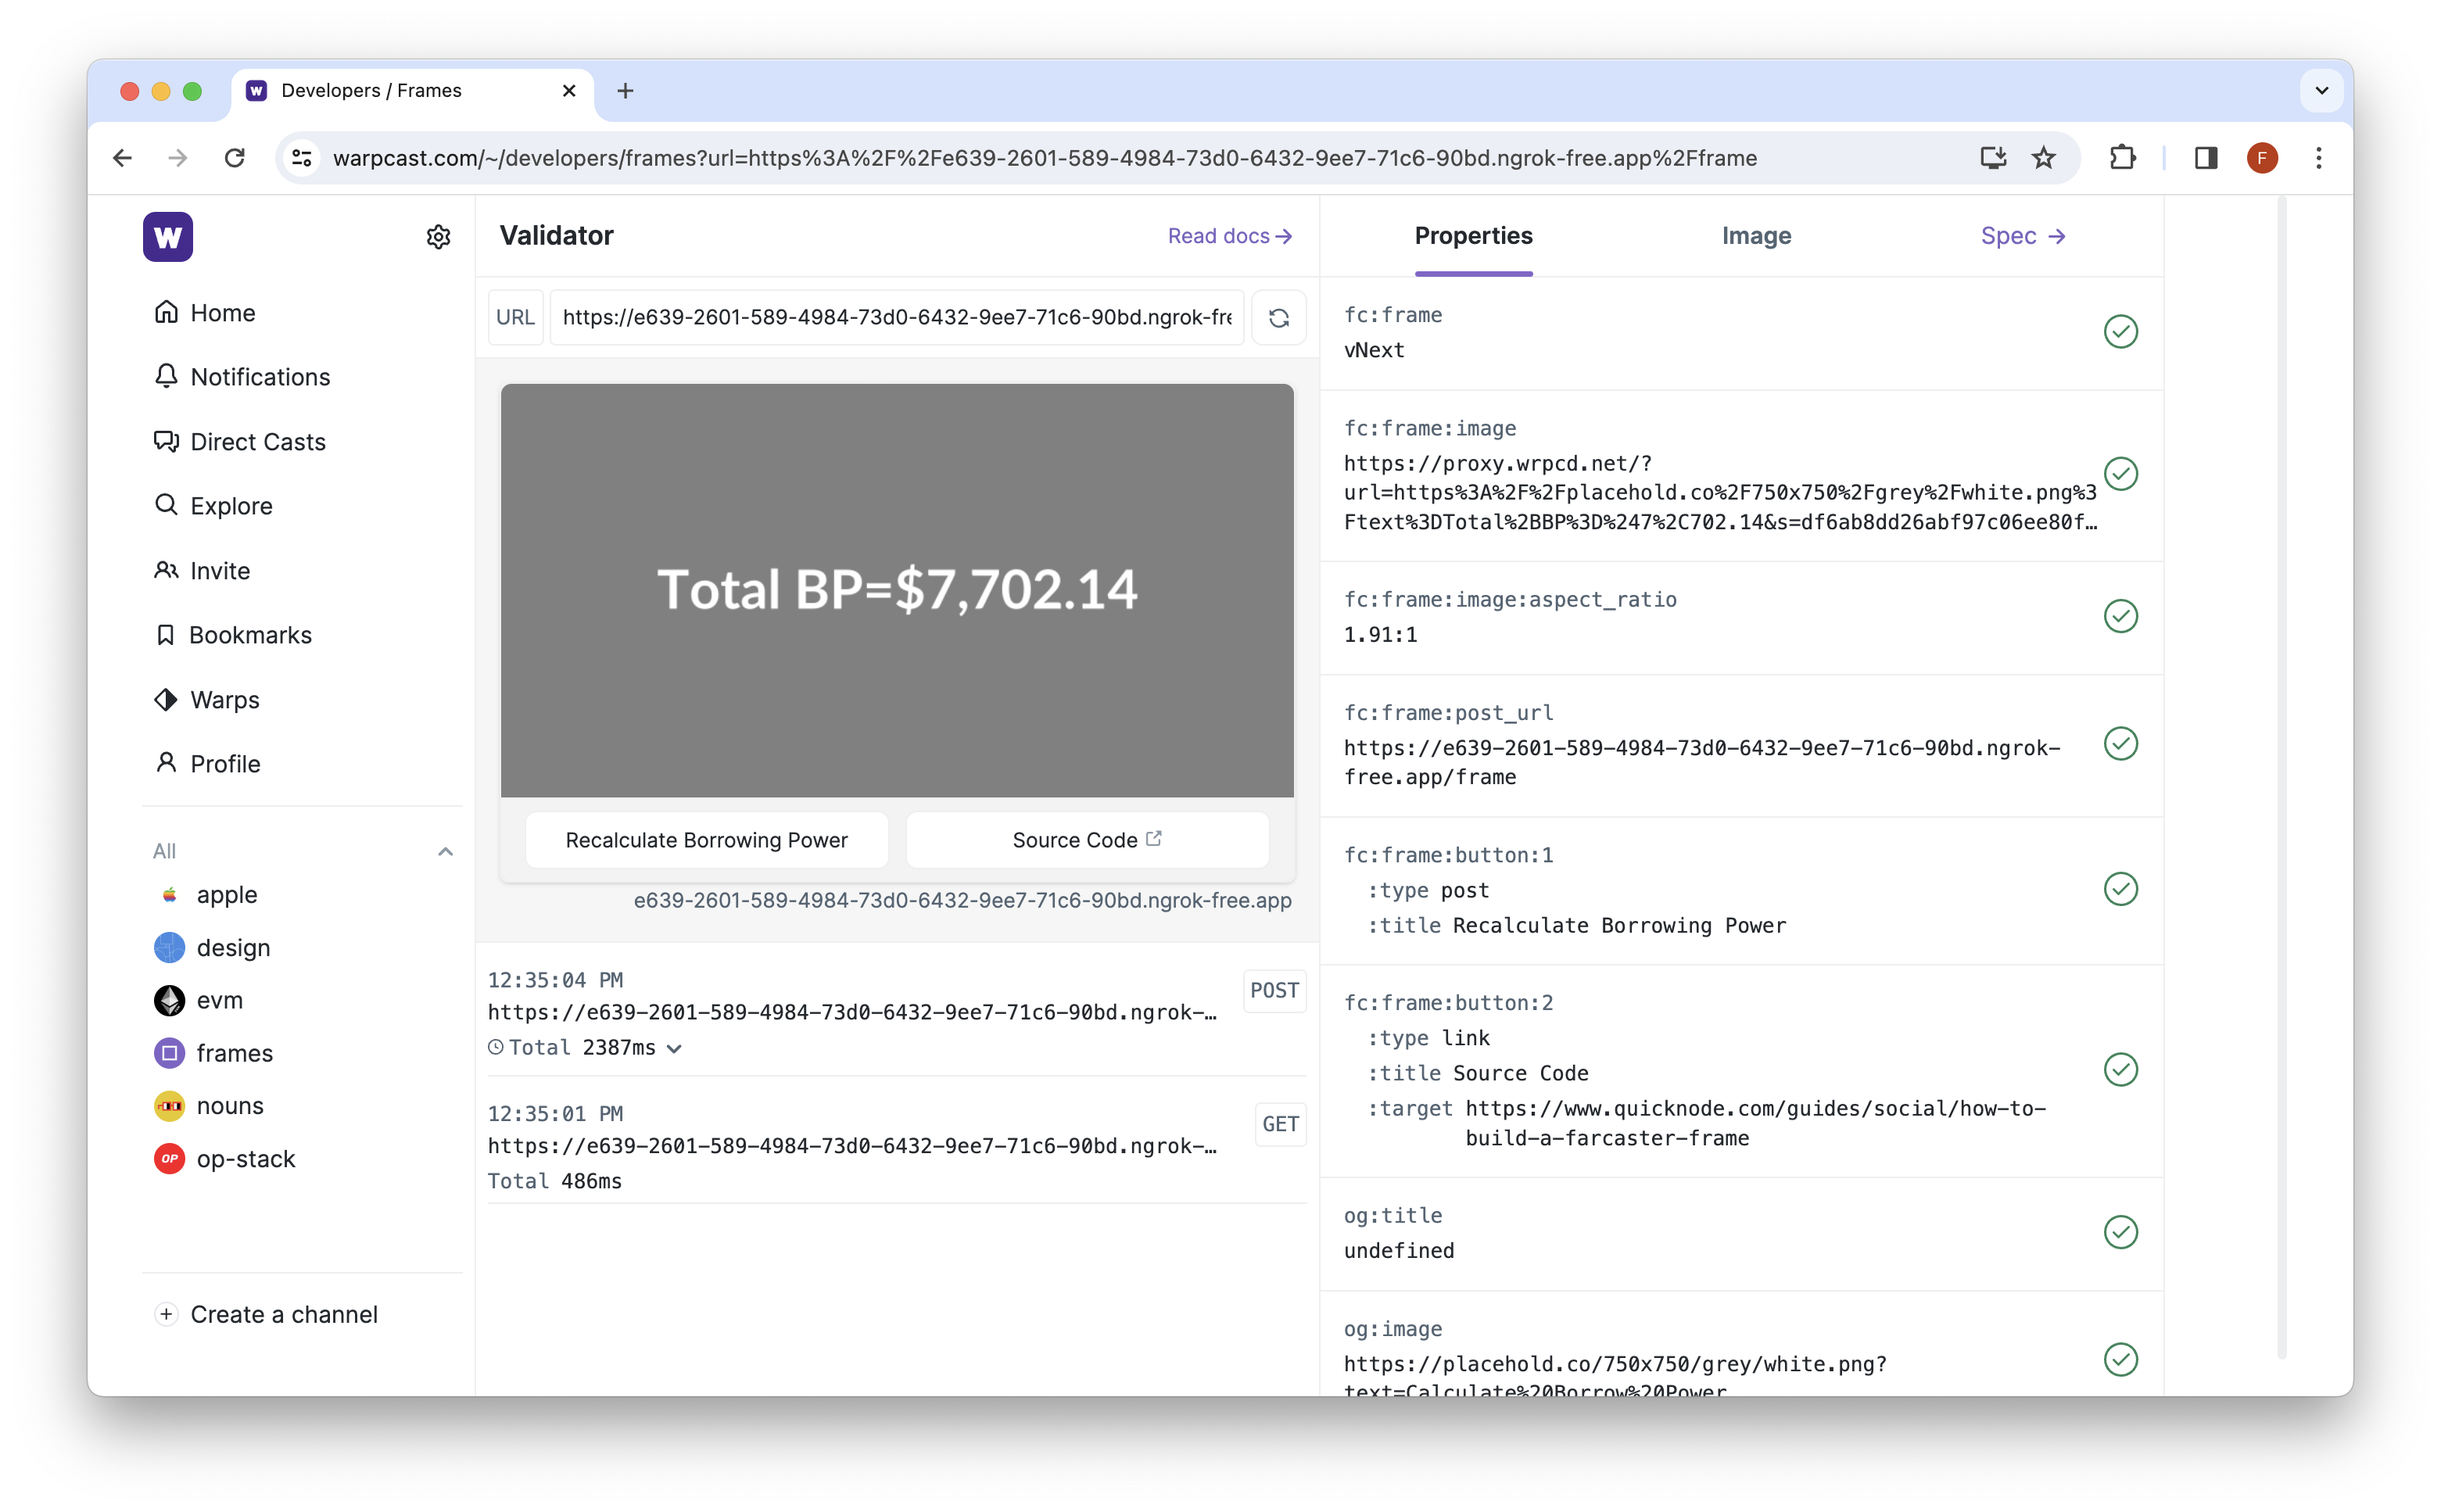 Developers / Frames
warpcast.com/~/developers/frames?url=https%3A%2F%2Fe639-2601-589-4984-73d0-6432-9ee7-71c6-90bd.ngrok-free.app%2Fframe
F
W
Home
Notifications
Direct Casts
Explore
Invite
Bookmarks
Warps
Profile
All
apple
design
evm
frames
nouns
OP op-stack
Create a channel
Validator
Read docs
URL https://e639-2601-589-4984-73d0-6432-9ee7-71c6-90bd.ngrok-fre
Total BP=$7,702.14
Recalculate Borrowing Power
Source Code
e639-2601-589-4984-73d0-6432-9ee7-71c6-90bd.ngrok-free.app
12:35:04 PM
POST
https://e639-2601-589-4984-73d0-6432-9ee7-71c6-90bd.ngrok-…
Total 2387ms
12:35:01 PM
GET
https://e639-2601-589-4984-73d0-6432-9ee7-71c6-90bd.ngrok-…
Total 486ms
Properties
Image
Spec
fc:frame
vNext
fc:frame:image
https://proxy.wrpcd.net/?
url=https%3A%2F%2Fplacehold.co%2F750x750%2Fgrey%2Fwhite.png%3
Ftext%3DTotal%2BBP%3D%247%2C702.14&s=df6ab8dd26abf97c06ee80f…
fc:frame:image:aspect_ratio
1.91:1
fc:frame:post_url
https://e639-2601-589-4984-73d0-6432-9ee7-71c6-90bd.ngrok-
free.app/frame
fc:frame:button:1
:type post
:title Recalculate Borrowing Power
fc:frame:button:2
:type link
:title Source Code
:target https://www.quicknode.com/guides/social/how-to-
build-a-farcaster-frame
og:title
undefined
og:image
https://placehold.co/750x750/grey/white.png?
text=Calculate%20Borrow%20Power